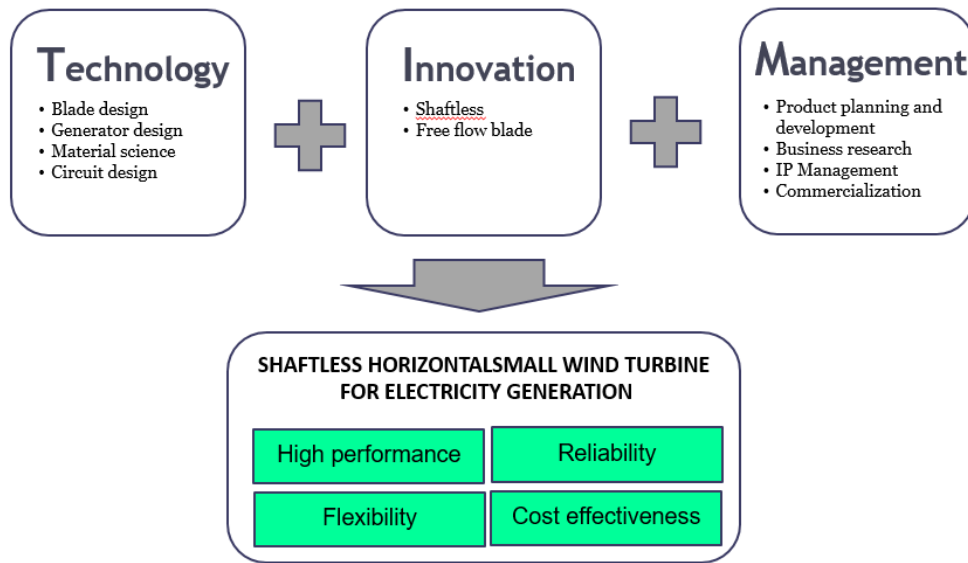 Technology
• Blade design
• Generator design
• Material science
• Circuit design
Innovation
• Shaftless
• Free flow blade
Management
• Product planning and
development
• Business research
• IP Management
• Commercialization
SHAFTLESS HORIZONTALSMALL WIND TURBINE
FOR ELECTRICITY GENERATION
High performance
Reliability
Flexibility
Cost effectiveness